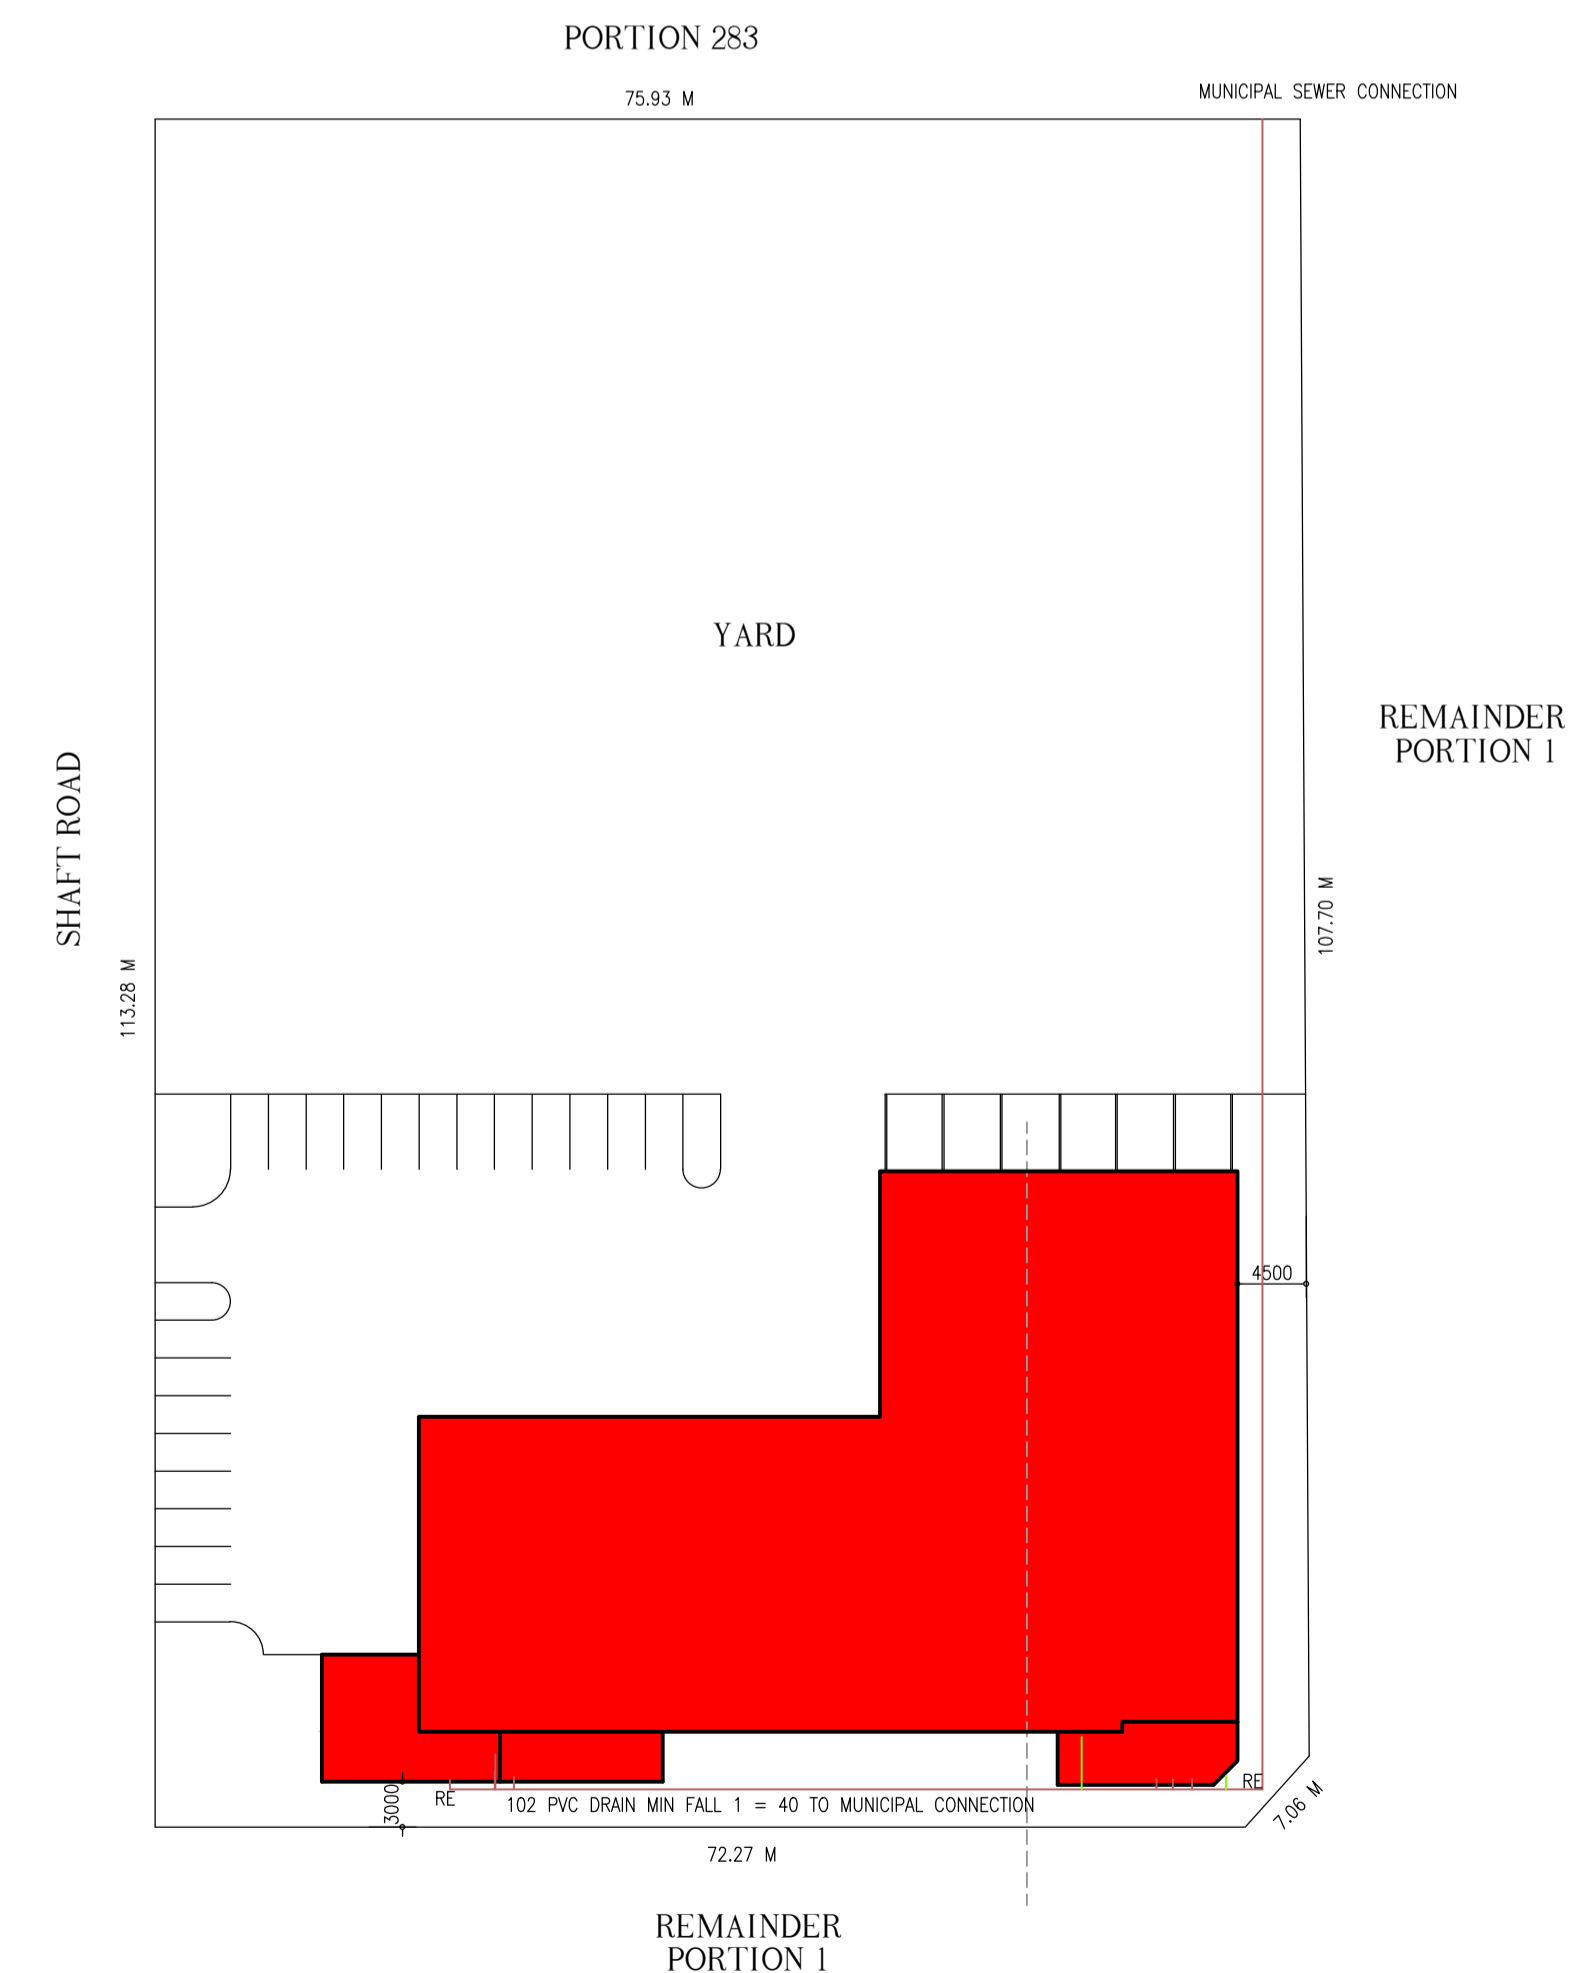 PORTION 283
75.93 M
MUNICIPAL SEWER CONNECTION
YARD
REMAINDER
PORTION 1
SHAFT ROAD
107.70 M
113.28 M
4500
3000
RE
RE
102 PVC DRAIN MIN FALL 1 = 40 TO MUNICIPAL CONNECTION
7.06 M
72.27 M
REMAINDER
PORTION 1